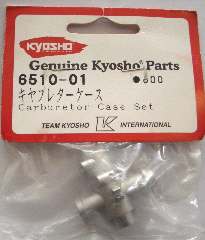 KYOSHO
Genuine Kyosho Parts
6510-01 ●600
キャブレターケース
Carburetor Case Set
TEAM KYOSHO K INTERNATIONAL